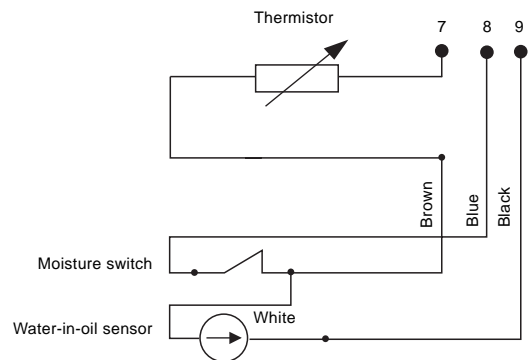 Thermistor
7 8 9
Brown
Blue
Black
Moisture switch
White
Water-in-oil sensor